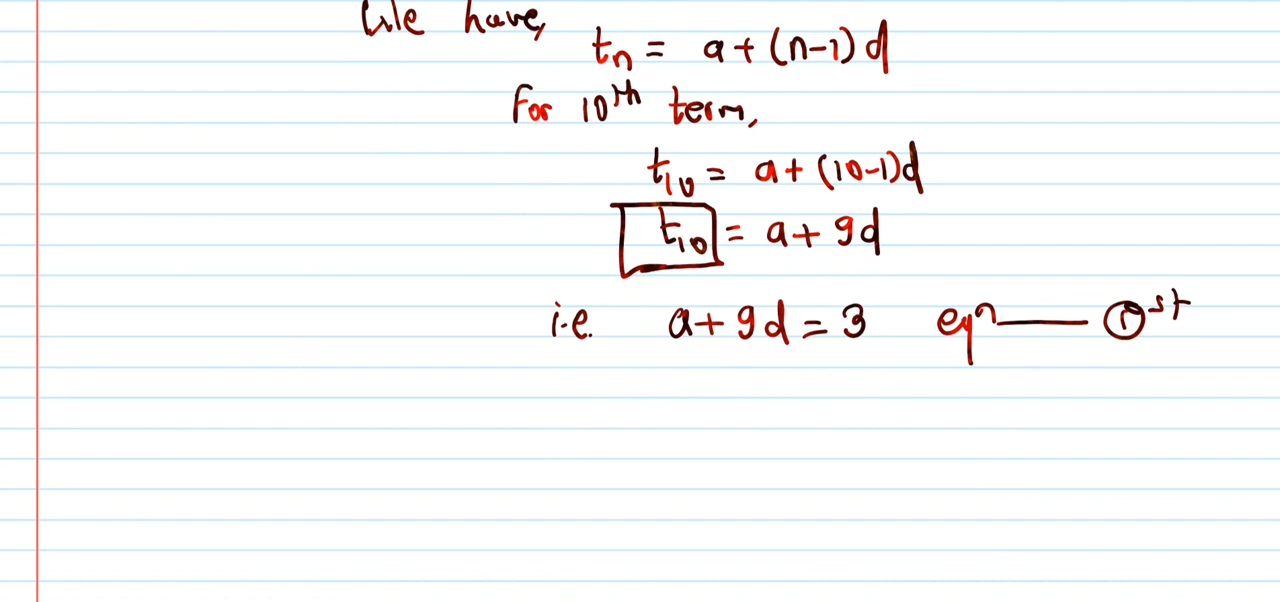 We have,
tn = a + (n-1) d
For 10th term,
t10 = a + (10-1)d
t10 = a + 9d
i.e. a + 9d = 3 eqn —— 1st